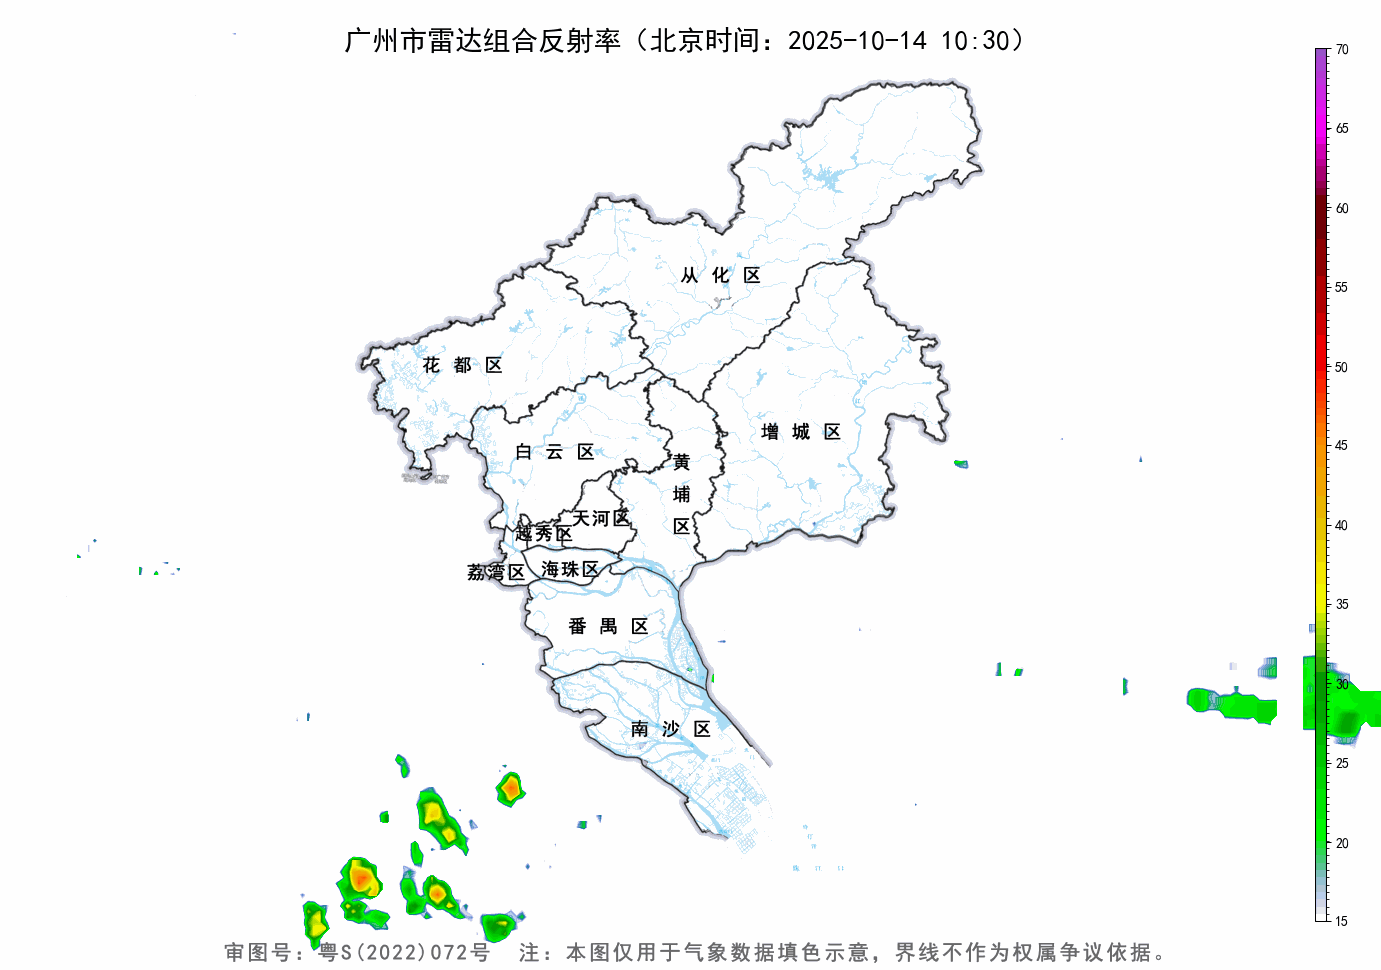 广州市雷达组合反射率（北京时间：2025-10-14 10:30）
70
65
60
55
50
45
40
35
30
25
20
15
从化区
花都区
增城区
白云区
黄埔区
天河区
越秀区
荔湾区
海珠区
番禺区
南沙区
审图号：粤S(2022)072号 注：本图仅用于气象数据填色示意，界线不作为权属争议依据。